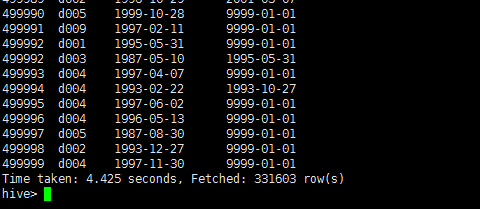 499990 d005 1999-10-28 9999-01-01
499991 d009 1997-02-11 9999-01-01
499992 d001 1995-05-31 9999-01-01
499992 d003 1987-05-10 1995-05-31
499993 d004 1997-04-07 9999-01-01
499994 d004 1993-02-22 1993-10-27
499995 d004 1997-06-02 9999-01-01
499996 d004 1996-05-13 9999-01-01
499997 d005 1987-08-30 9999-01-01
499998 d002 1993-12-27 9999-01-01
499999 d004 1997-11-30 9999-01-01
Time taken: 4.425 seconds, Fetched: 331603 row(s)
hive>